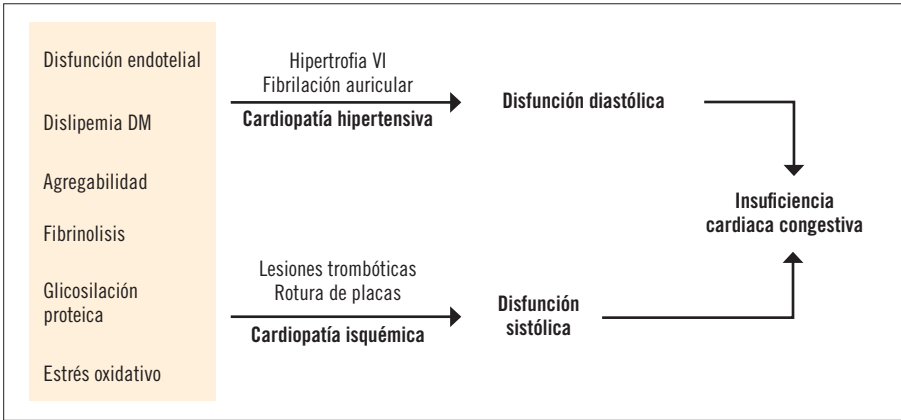 Disfunción endotelial
Dislipemia DM
Agregabilidad
Fibrinolisis
Glicosilación
proteica
Estrés oxidativo
Hipertrofia VI
Fibrilación auricular
Cardiopatía hipertensiva
Disfunción diastólica
Lesiones trombóticas
Rotura de placas
Cardiopatía isquémica
Disfunción
sistólica
Insuficiencia
cardiaca congestiva